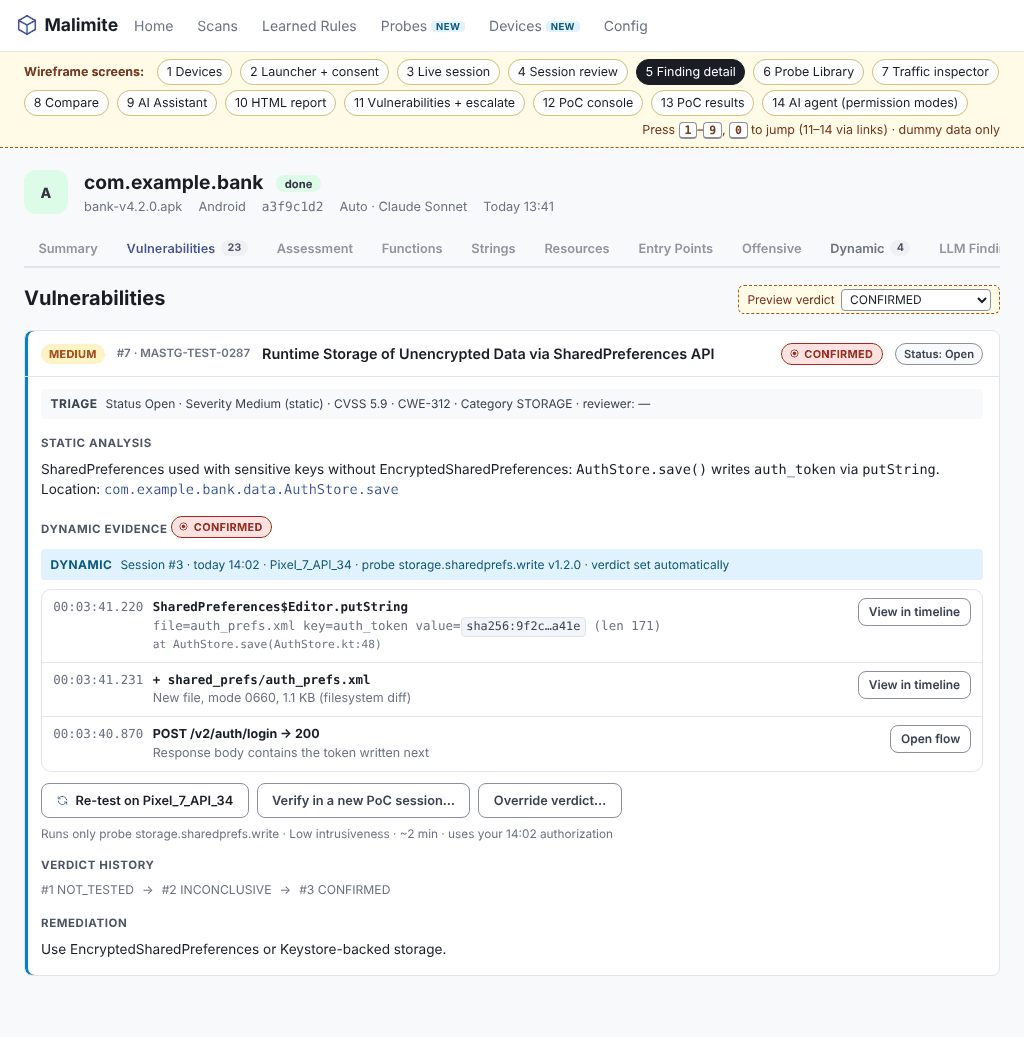 Malimite Home Scans Learned Rules Probes NEW Devices NEW Config
Wireframe screens: 1 Devices 2 Launcher + consent 3 Live session 4 Session review 5 Finding detail 6 Probe Library 7 Traffic inspector
8 Compare 9 AI Assistant 10 HTML report 11 Vulnerabilities + escalate 12 PoC console 13 PoC results 14 AI agent (permission modes)
Press 1–9, 0 to jump (11–14 via links) · dummy data only
A
com.example.bank done
bank-v4.2.0.apk Android a3f9c1d2 Auto · Claude Sonnet Today 13:41
Summary Vulnerabilities 23 Assessment Functions Strings Resources Entry Points Offensive Dynamic 4 LLM Findi
Vulnerabilities Preview verdict CONFIRMED
MEDIUM #7 · MASTG-TEST-0287 Runtime Storage of Unencrypted Data via SharedPreferences API CONFIRMED Status: Open
TRIAGE Status Open · Severity Medium (static) · CVSS 5.9 · CWE-312 · Category STORAGE · reviewer: —
STATIC ANALYSIS
SharedPreferences used with sensitive keys without EncryptedSharedPreferences: AuthStore.save() writes auth_token via putString.
Location: com.example.bank.data.AuthStore.save
DYNAMIC EVIDENCE CONFIRMED
DYNAMIC Session #3 · today 14:02 · Pixel_7_API_34 · probe storage.sharedprefs.write v1.2.0 · verdict set automatically
00:03:41.220 SharedPreferences$Editor.putString View in timeline
file=auth_prefs.xml key=auth_token value=sha256:9f2c…a41e (len 171)
at AuthStore.save(AuthStore.kt:48)
00:03:41.231 + shared_prefs/auth_prefs.xml View in timeline
New file, mode 0660, 1.1 KB (filesystem diff)
00:03:40.870 POST /v2/auth/login → 200 Open flow
Response body contains the token written next
Re-test on Pixel_7_API_34 Verify in a new PoC session… Override verdict…
Runs only probe storage.sharedprefs.write · Low intrusiveness · ~2 min · uses your 14:02 authorization
VERDICT HISTORY
#1 NOT_TESTED → #2 INCONCLUSIVE → #3 CONFIRMED
REMEDIATION
Use EncryptedSharedPreferences or Keystore-backed storage.